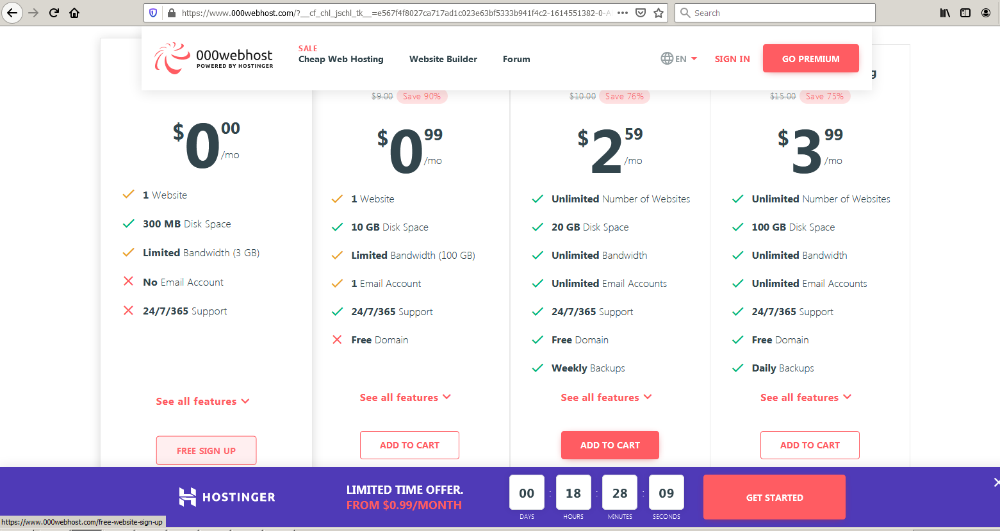 https://www.000webhost.com/?__cf_chl_jschl_tk__=e567f4f8027ca717ad1c023e63bf5333b941f4c2-1614551382-0-A
Search
000webhost
POWERED BY HOSTINGER
SALE
Cheap Web Hosting
Website Builder
Forum
EN
SIGN IN
GO PREMIUM
g
$0.00
/mo
1 Website
300 MB Disk Space
Limited Bandwidth (3 GB)
No Email Account
24/7/365 Support
See all features
FREE SIGN UP
$9.00 Save 90%
$0.99
/mo
1 Website
10 GB Disk Space
Limited Bandwidth (100 GB)
1 Email Account
24/7/365 Support
Free Domain
See all features
ADD TO CART
$10.00 Save 76%
$2 59
/mo
Unlimited Number of Websites
20 GB Disk Space
Unlimited Bandwidth
Unlimited Email Accounts
24/7/365 Support
Free Domain
Weekly Backups
See all features
ADD TO CART
$15.00 Save 75%
$3 99
/mo
Unlimited Number of Websites
100 GB Disk Space
Unlimited Bandwidth
Unlimited Email Accounts
24/7/365 Support
Free Domain
Daily Backups
See all features
ADD TO CART
HOSTINGER
LIMITED TIME OFFER.
FROM $0.99/MONTH
00 : 18 : 28 : 09
DAYS HOURS MINUTES SECONDS
GET STARTED
https://www.000webhost.com/free-website-sign-up